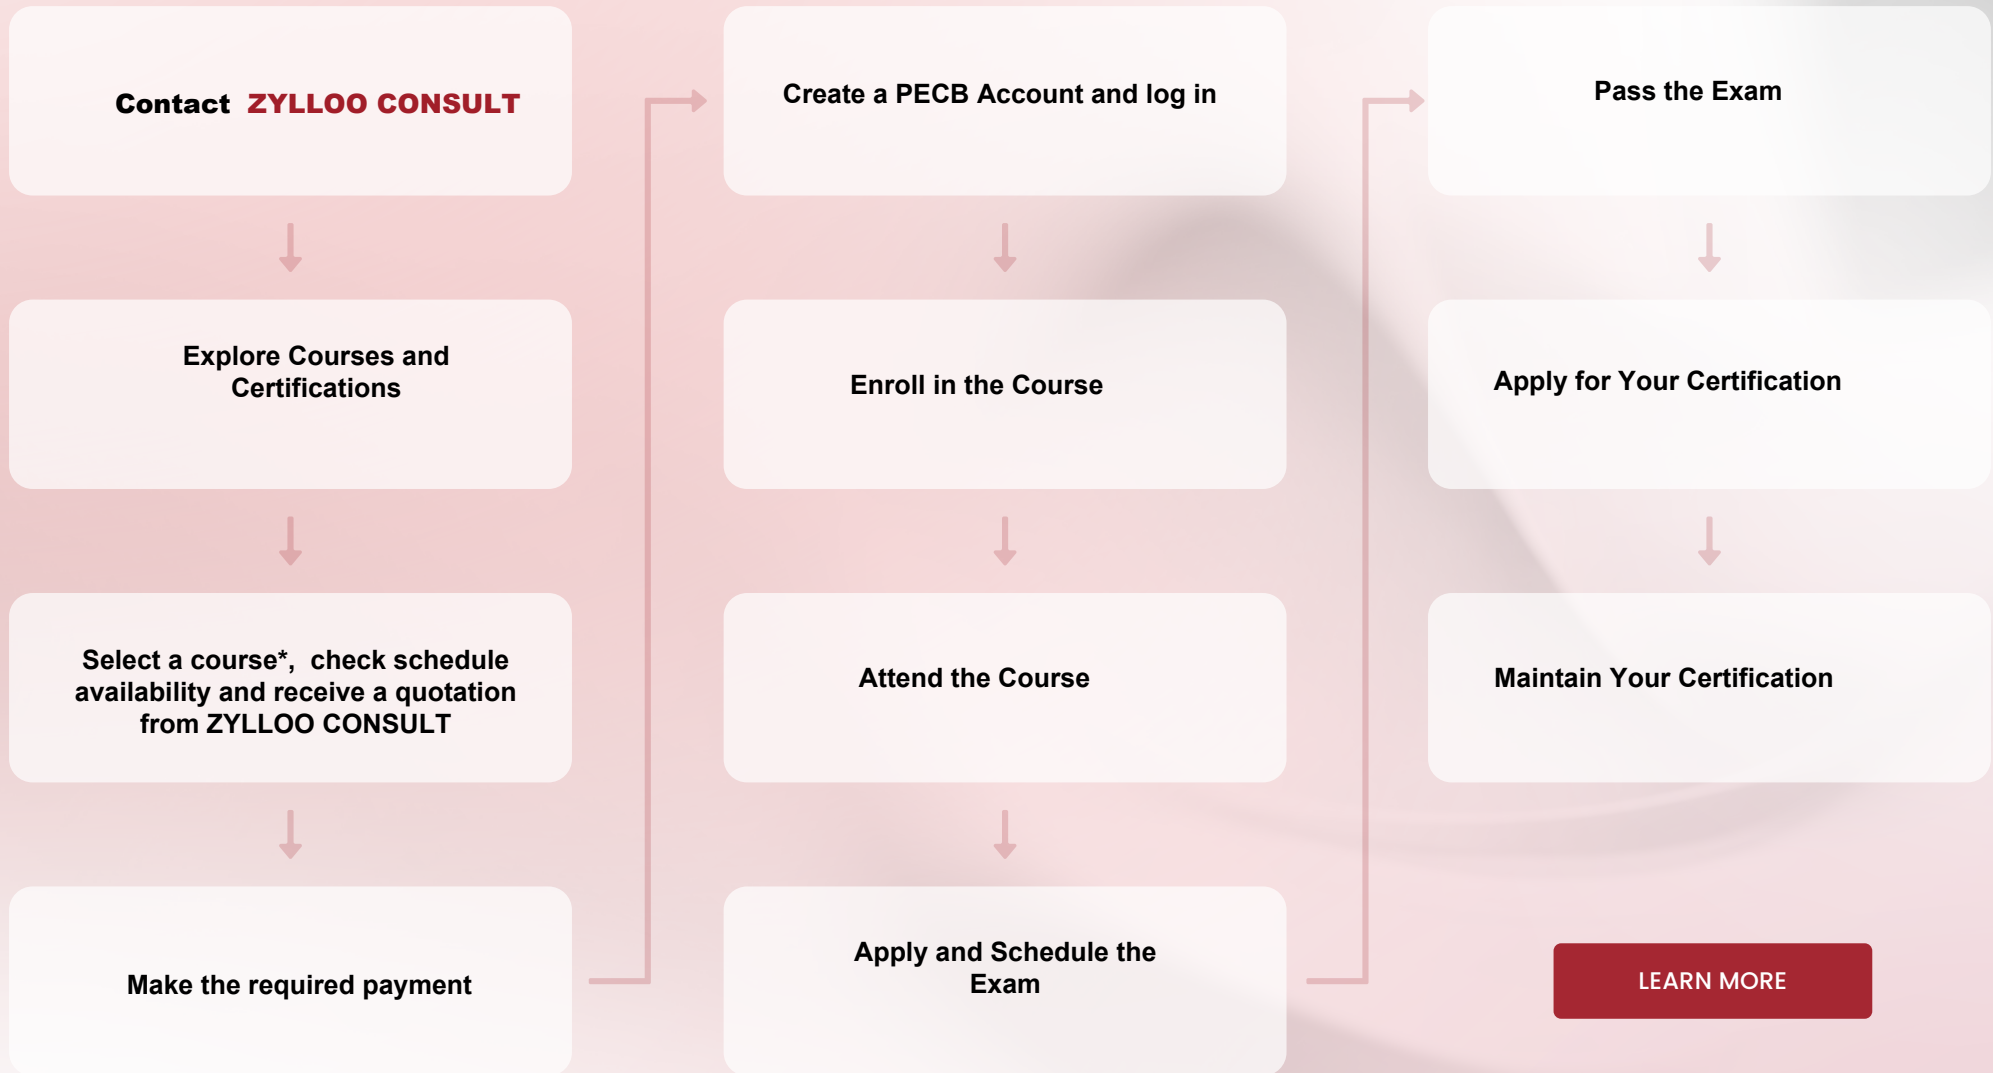 Contact ZYLLOO CONSULT
Explore Courses and
Certifications
Select a course*, check schedule
availability and receive a quotation
from ZYLLOO CONSULT
Make the required payment
Create a PECB Account and log in
Enroll in the Course
Attend the Course
Apply and Schedule the
Exam
Pass the Exam
Apply for Your Certification
Maintain Your Certification
LEARN MORE